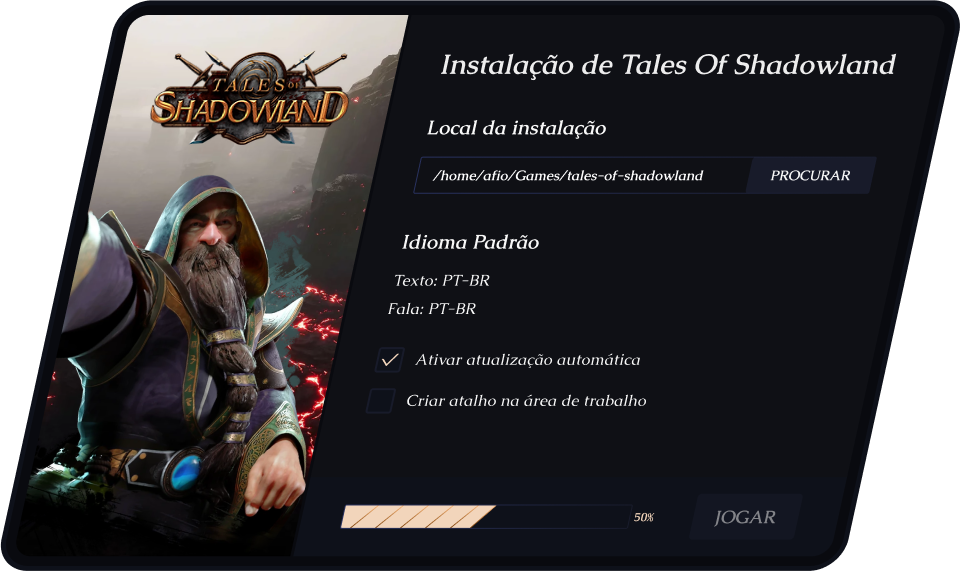 TALES OF
SHADOWLAND
Instalação de Tales Of Shadowland
Local da instalação
/home/afio/Games/tales-of-shadowland
PROCURAR
Idioma Padrão
Texto: PT-BR
Fala: PT-BR
Ativar atualização automática
Criar atalho na área de trabalho
50%
JOGAR